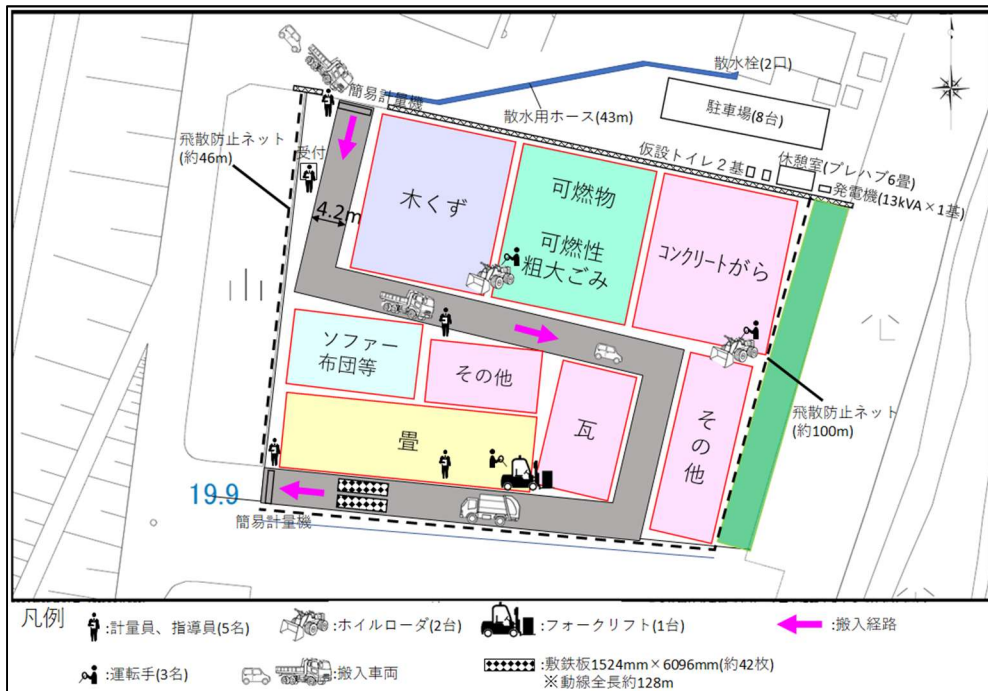 散水栓(2口)
簡易計量機
散水用ホース(43m)
駐車場(8台)
飛散防止ネット
(約46m)
受付
仮設トイレ2基
休憩室(プレハブ6畳)
発電機(13kVA×1基)
4.2m
木くず
可燃物
可燃性
粗大ごみ
コンクリートがら
ソファー
布団等
その他
瓦
その他
飛散防止ネット
(約100m)
畳
19.9
簡易計量機
凡例
:計量員、指導員(5名)
:ホイルローダ(2台)
:フォークリフト(1台)
:搬入経路
:運転手(3名)
:搬入車両
:敷鉄板1524mm×6096mm(約42枚)
※動線全長約128m